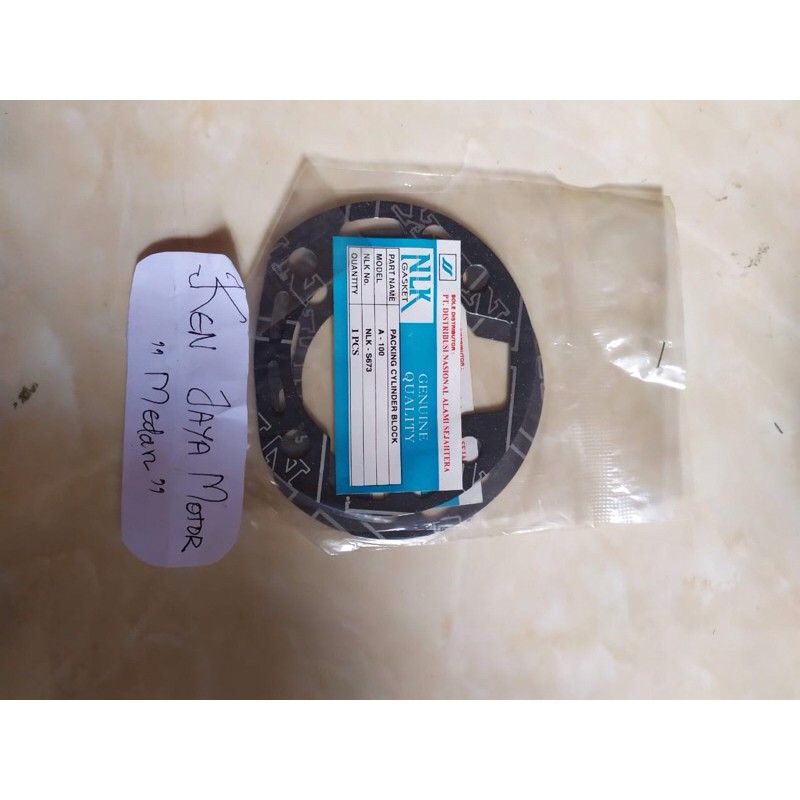 KEN JAYA MOTOR
,, Medan ,,
NLK
GASKET
GENUINE
QUALITY
PART NAME PACKING CYLINDER BLOCK
MODEL A - 100
NLK No. NLK - S673
QUANTITY 1 PCS
SOLE DISTRIBUTOR :
PT. DISTRIBUSI NASIONAL ALAMI SEJAHTERA